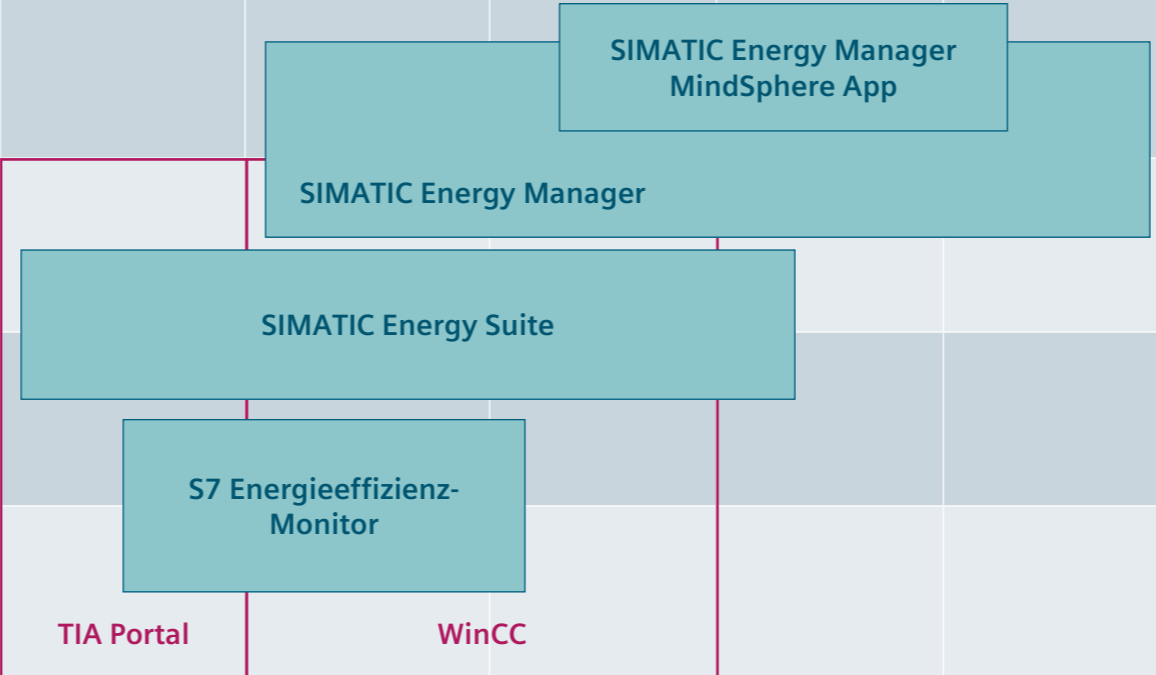 SIMATIC Energy Manager
MindSphere App
SIMATIC Energy Manager
SIMATIC Energy Suite
S7 Energieeffizienz-
Monitor
TIA Portal
WinCC